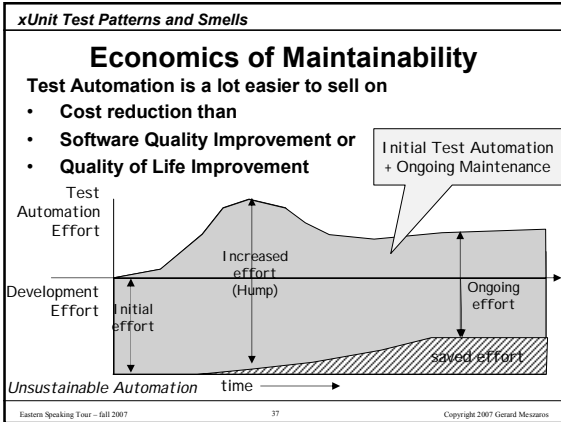 xUnit Test Patterns and Smells
Economics of Maintainability
Test Automation is a lot easier to sell on
• Cost reduction than
• Software Quality Improvement or
• Quality of Life Improvement
Initial Test Automation
+ Ongoing Maintenance
Test
Automation
Effort
Increased
effort
(Hump)
Development
Effort
Initial
effort
Ongoing
effort
saved effort
Unsustainable Automation
time
Eastern Speaking Tour – fall 2007
37
Copyright 2007 Gerard Meszaros